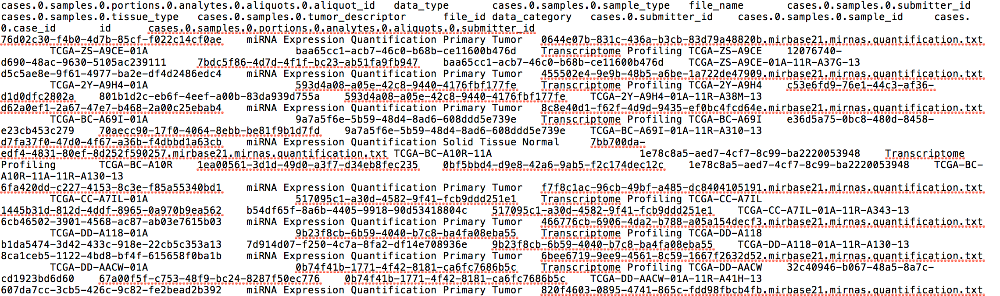 cases.0.samples.0.portions.0.analytes.0.aliquots.0.aliquot_id data_type cases.0.samples.0.sample_type file_name cases.0.samples.0.submitter_id
cases.0.samples.0.tissue_type cases.0.samples.0.tumor_descriptor file_id data_category cases.0.submitter_id cases.0.samples.0.sample_id cases.
0.case_id id cases.0.samples.0.portions.0.analytes.0.aliquots.0.submitter_id
76d02c30-f4b0-4d7b-85cf-f022c14cf0ae miRNA Expression Quantification Primary Tumor 0644e07b-831c-436a-b3cb-83d79a48820b.mirbase21.mirnas.quantification.txt
TCGA-ZS-A9CE-01A baa65cc1-acb7-46c0-b68b-ce11600b476d Transcriptome Profiling TCGA-ZS-A9CE 12076740-
d690-48ac-9630-5105ac239111 7bdc5f86-4d7d-4f1f-bc23-ab51fa9fb947 baa65cc1-acb7-46c0-b68b-ce11600b476d TCGA-ZS-A9CE-01A-11R-A37G-13
d5c5ae8e-9f61-4977-ba2e-df4d2486edc4 miRNA Expression Quantification Primary Tumor 455502e4-9e9b-48b5-a6be-1a722de47909.mirbase21.mirnas.quantification.txt
TCGA-2Y-A9H4-01A 593d4a08-a05e-42c8-9440-4176fbf177fe Transcriptome Profiling TCGA-2Y-A9H4 c53e6fd9-76e1-44c3-af36-
d1d0dfc2802a 801b1d2c-eb6f-4eef-a00b-83da939d755a 593d4a08-a05e-42c8-9440-4176fbf177fe TCGA-2Y-A9H4-01A-11R-A38M-13
d62a0ef1-2a67-47e7-b468-2a00c25ebab4 miRNA Expression Quantification Primary Tumor 8c8e40d1-f62f-4d9d-9435-ef0bc4fcd64e.mirbase21.mirnas.quantification.txt
TCGA-BC-A69I-01A 9a7a5f6e-5b59-48d4-8ad6-608ddd5e739e Transcriptome Profiling TCGA-BC-A69I e36d5a75-0bc8-480d-8458-
e23cb453c279 70aecc90-17f0-4064-8ebb-be81f9b1d7fd 9a7a5f6e-5b59-48d4-8ad6-608ddd5e739e TCGA-BC-A69I-01A-11R-A310-13
d7fa37f0-47d0-4f67-a36b-f4dbbd1a63cb miRNA Expression Quantification Solid Tissue Normal 7bb700da-
edf4-4831-80ef-8d252f590257.mirbase21.mirnas.quantification.txt TCGA-BC-A10R-11A 1e78c8a5-aed7-4cf7-8c99-ba2220053948 Transcriptome
Profiling TCGA-BC-A10R 1ea00561-3d1d-49d0-a3f7-d34eb8fec235 0bf5bbd4-d9e8-42a6-9ab5-f2c174dec12c 1e78c8a5-aed7-4cf7-8c99-ba2220053948 TCGA-BC-
A10R-11A-11R-A130-13
6fa420dd-c227-4153-8c3e-f85a55340bd1 miRNA Expression Quantification Primary Tumor f7f8c1ac-96cb-49bf-a485-dc8404105191.mirbase21.mirnas.quantification.txt
TCGA-CC-A7IL-01A 517095c1-a30d-4582-9f41-fcb9ddd251e1 Transcriptome Profiling TCGA-CC-A7IL
1445b31d-812d-4ddf-8965-0a970b9ea562 b54df65f-8a6b-4405-9918-90d53418804c 517095c1-a30d-4582-9f41-fcb9ddd251e1 TCGA-CC-A7IL-01A-11R-A343-13
6cb46502-3901-4568-ac87-ab03e7615b03 miRNA Expression Quantification Primary Tumor 466776cb-6906-4da2-b788-a05a154decf3.mirbase21.mirnas.quantification.txt
TCGA-DD-A118-01A 9b23f8cb-6b59-4040-b7c8-ba4fa08eba55 Transcriptome Profiling TCGA-DD-A118
b1da5474-3d42-433c-918e-22cb5c353a13 7d914d07-f250-4c7a-8fa2-df14e708936e 9b23f8cb-6b59-4040-b7c8-ba4fa08eba55 TCGA-DD-A118-01A-11R-A130-13
8ca1ceb5-1122-4bd8-bf4f-615658f0ba1b miRNA Expression Quantification Primary Tumor 6bee6719-9ee9-4561-8c59-1667f2632d52.mirbase21.mirnas.quantification.txt
TCGA-DD-AACW-01A 0b74f41b-1771-4f42-8181-ca6fc7686b5c Transcriptome Profiling TCGA-DD-AACW 32c40946-b067-48a5-8a7c-
cd1923bd6d60 67a00f5f-c753-48f9-bc24-8287f50ec776 0b74f41b-1771-4f42-8181-ca6fc7686b5c TCGA-DD-AACW-01A-11R-A41H-13
607da7cc-3cb5-426c-9c82-fe2bead2b392 miRNA Expression Quantification Primary Tumor 820f4603-0895-4741-865c-fdd98fbcb4fb.mirbase21.mirnas.quantification.txt